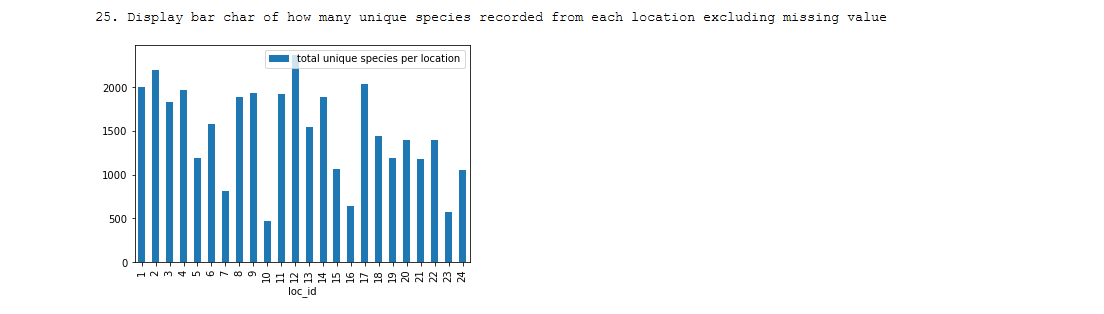 25. Display bar char of how many unique species recorded from each location excluding missing value
total unique species per location
2000
1500
1000
500
0
1 2 3 4 5 6 7 8 9 10 11 12 13 14 15 16 17 18 19 20 21 22 23 24
loc_id